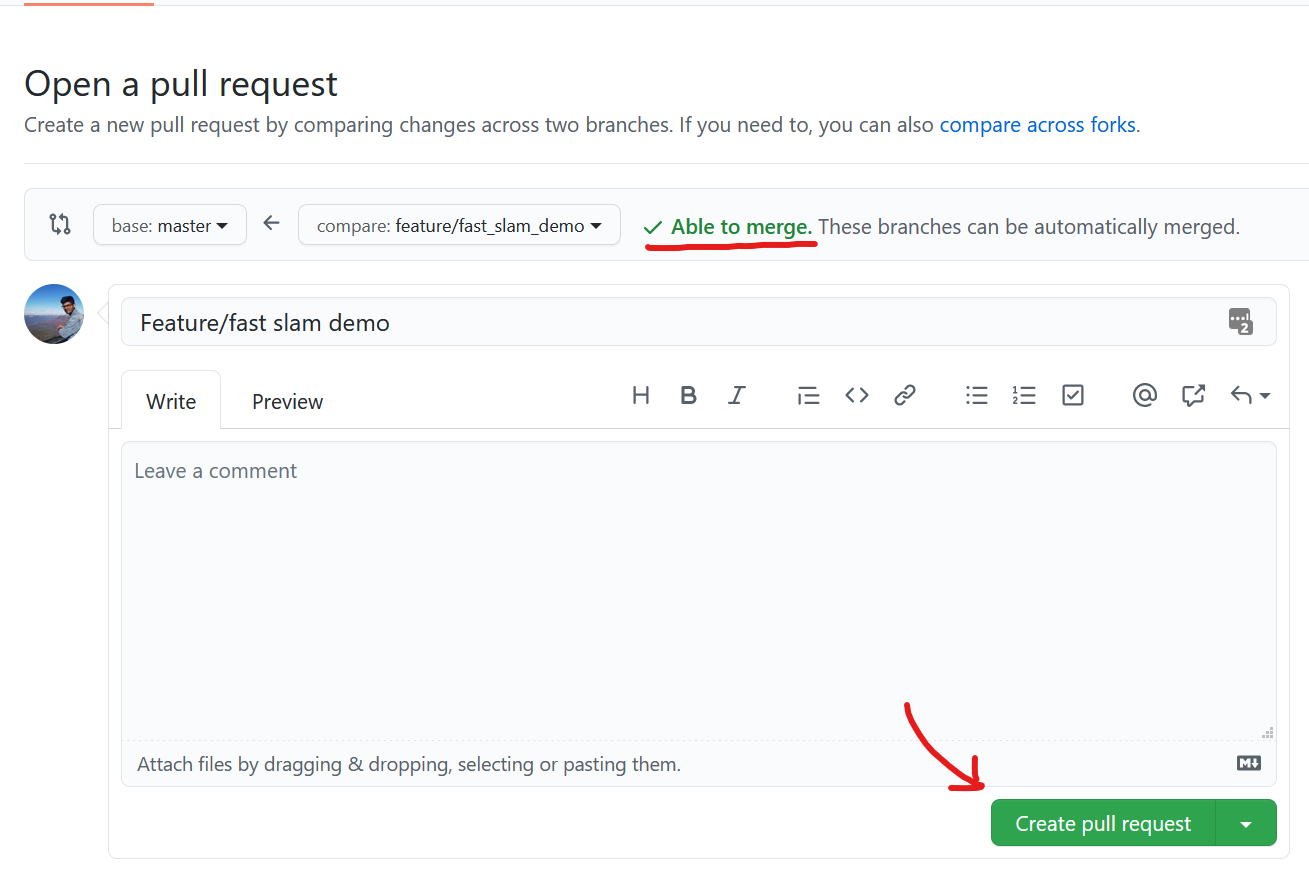 Open a pull request
Create a new pull request by comparing changes across two branches. If you need to, you can also compare across forks.
base: master compare: feature/fast_slam_demo Able to merge. These branches can be automatically merged.
Feature/fast slam demo
2
Write Preview H B I
Leave a comment
Attach files by dragging & dropping, selecting or pasting them.
Create pull request